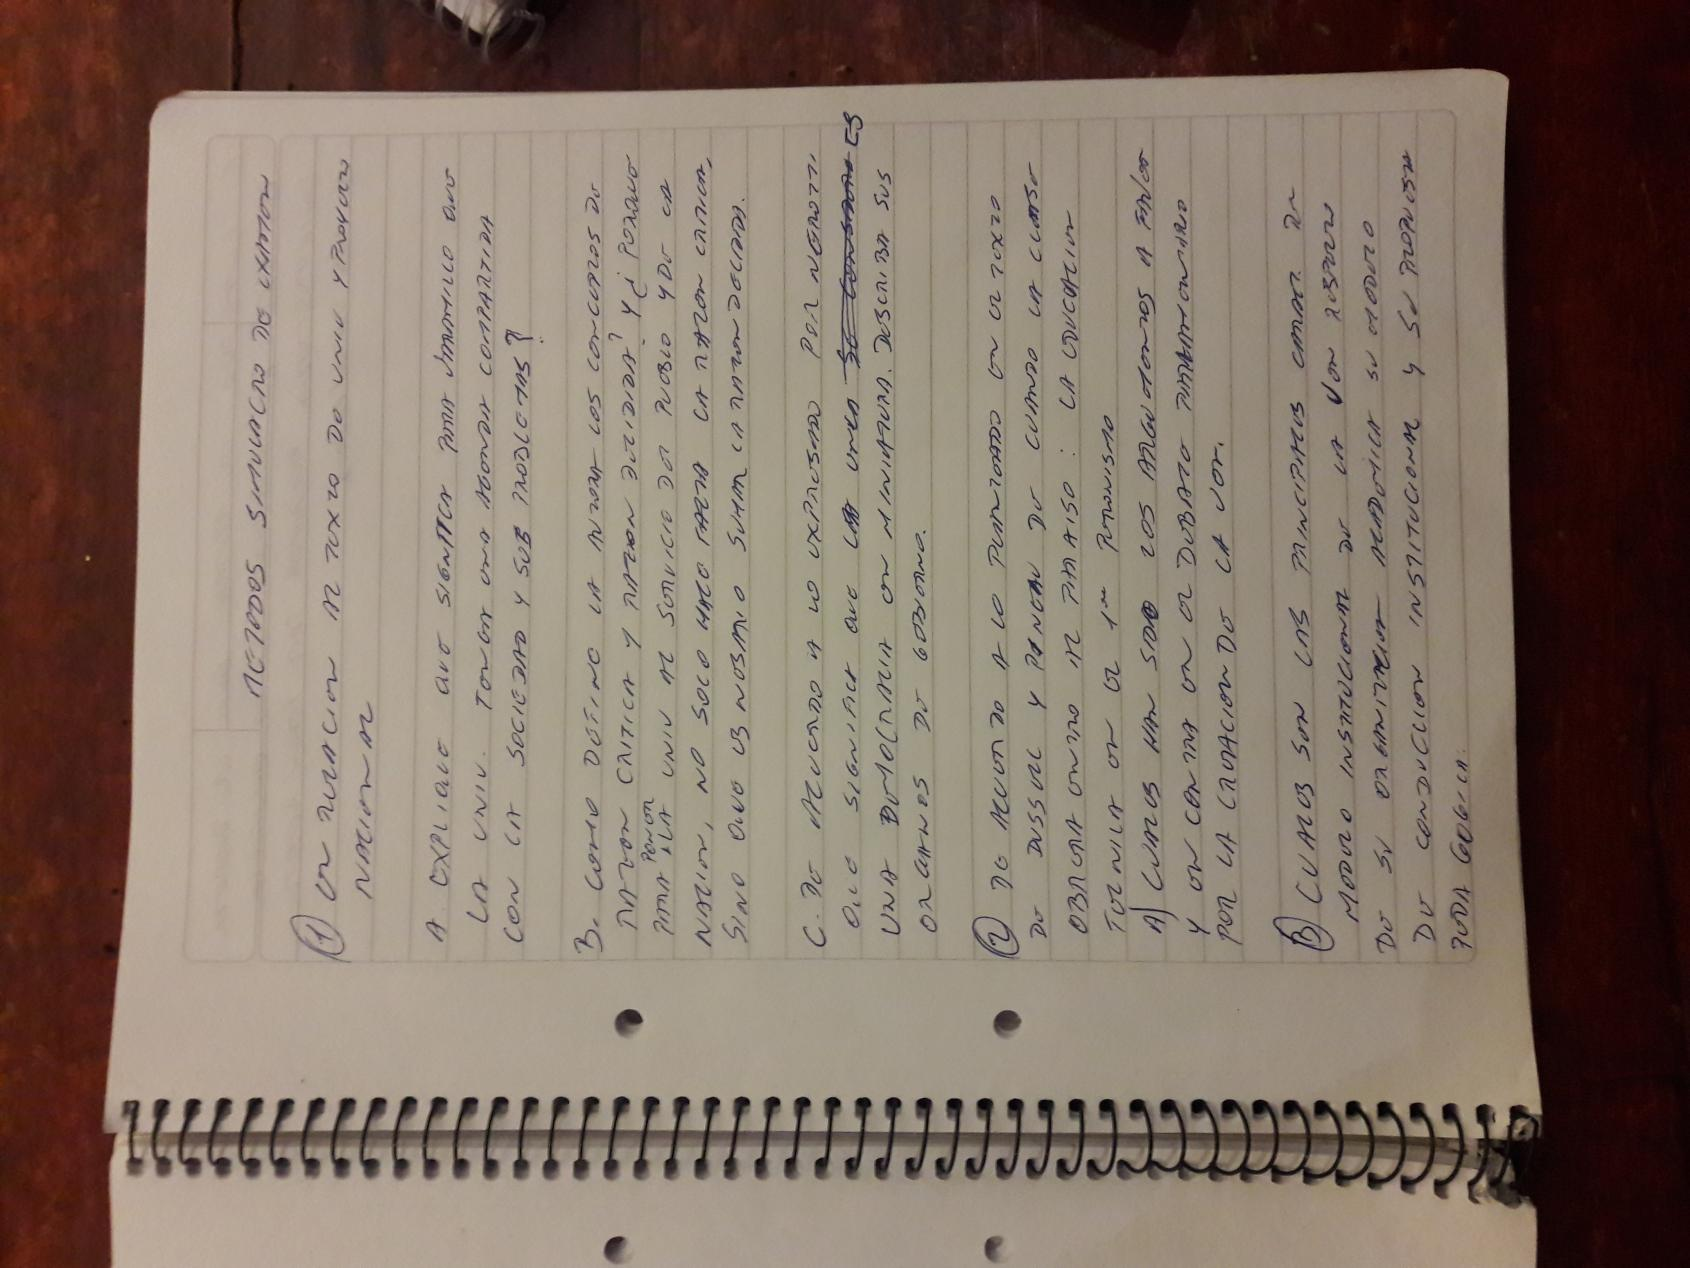 METODOS SIMULACRO DE EXAMEN
① EN RELACION AL TEXTO DE UNIV Y PROYECTO
NACIONAL
A. EXPLIQUE QUE SIGNIFICA PARA JARAMILLO QUE
LA UNIV. TENGA UNA AGENDA COMPARTIDA
CON LA SOCIEDAD Y SUS PROBLEMAS?
B. COMO DEFINE LA AUTORA LOS CONCEPTOS DE
RAZON CRITICA Y RAZON DECIDIDA? Y ¿ PORQUE
PARA PONER LA UNIV AL SERVICIO DEL PUEBLO Y DE LA
NACION, NO SOLO HACE FALTA LA RAZON CRITICA,
SINO QUE ES NECESARIO SUMAR LA RAZON DECIDIDA.
C. DE ACUERDO A LO EXPRESADO POR NEGROTTI
QUE SIGNIFICA QUE LA UNLA ES
UNA DEMOCRACIA EN MINIATURA. DESCRIBA SUS
ORGANOS DE GOBIERNO.
② DE ACUERDO A LO PLANTEADO EN EL TEXTO
DE DUSSEL Y PINEAU DE CUANDO LA CLASE
OBRERA ENTRO AL PARAISO: LA EDUCACION
TECNICA EN EL 1ER PERONISMO
A) CUALES HAN SIDO LOS ARGUMENTOS A FAVOR
Y EN CONTRA EN EL DEBATE PARLAMENTARIO
POR LA CREACION DE LA UON.
B) CUALES SON LAS PRINCIPALES CARACT. DEL
MODELO INSTITUCIONAL DE LA UON RESPECTO
DE SU ORGANIZACION ACADEMICA SU MODELO
DE CONDUCCION INSTITUCIONAL Y SU PROPUESTA
PEDAGOGICA.